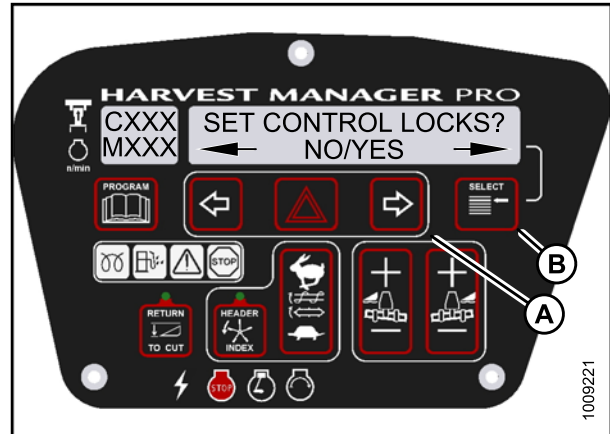 HARVEST MANAGER PRO
CXXX
SET CONTROL LOCKS?
MXXX
NO/YES
n/min
PROGRAM
SELECT
B
STOP
A
RETURN
TO CUT
HEADER
INDEX
STOP
1009221